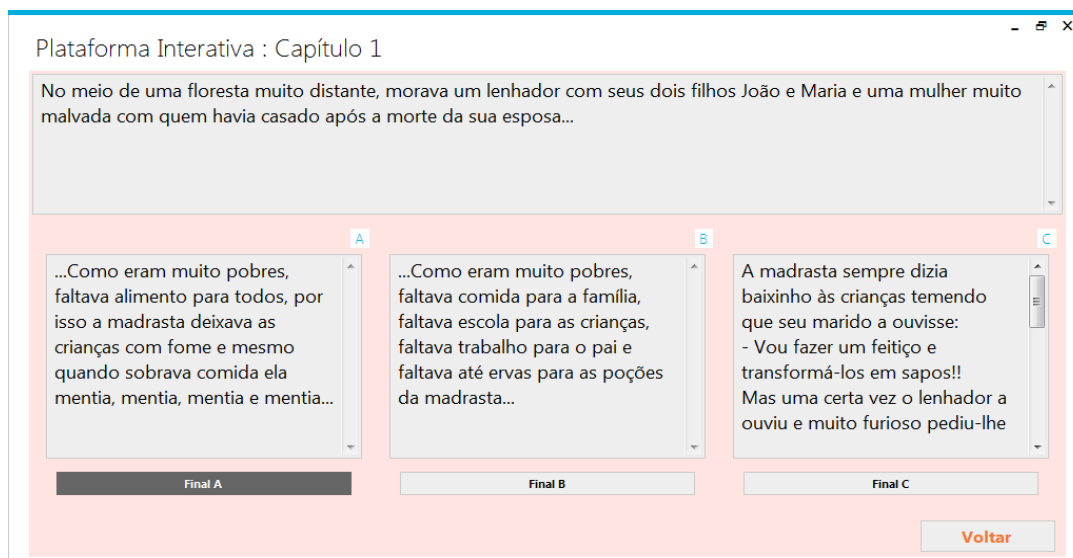 Plataforma Interativa : Capítulo 1
No meio de uma floresta muito distante, morava um lenhador com seus dois filhos João e Maria e uma mulher muito
malvada com quem havia casado após a morte da sua esposa...
A
...Como eram muito pobres,
faltava alimento para todos, por
isso a madrasta deixava as
crianças com fome e mesmo
quando sobrava comida ela
mentia, mentia, mentia e mentia...
Final A
B
...Como eram muito pobres,
faltava comida para a família,
faltava escola para as crianças,
faltava trabalho para o pai e
faltava até ervas para as poções
da madrasta...
Final B
C
A madrasta sempre dizia
baixinho às crianças temendo
que seu marido a ouvisse:
- Vou fazer um feitiço e
transformá-los em sapos!!
Mas uma certa vez o lenhador a
ouviu e muito furioso pediu-lhe
Final C
Voltar